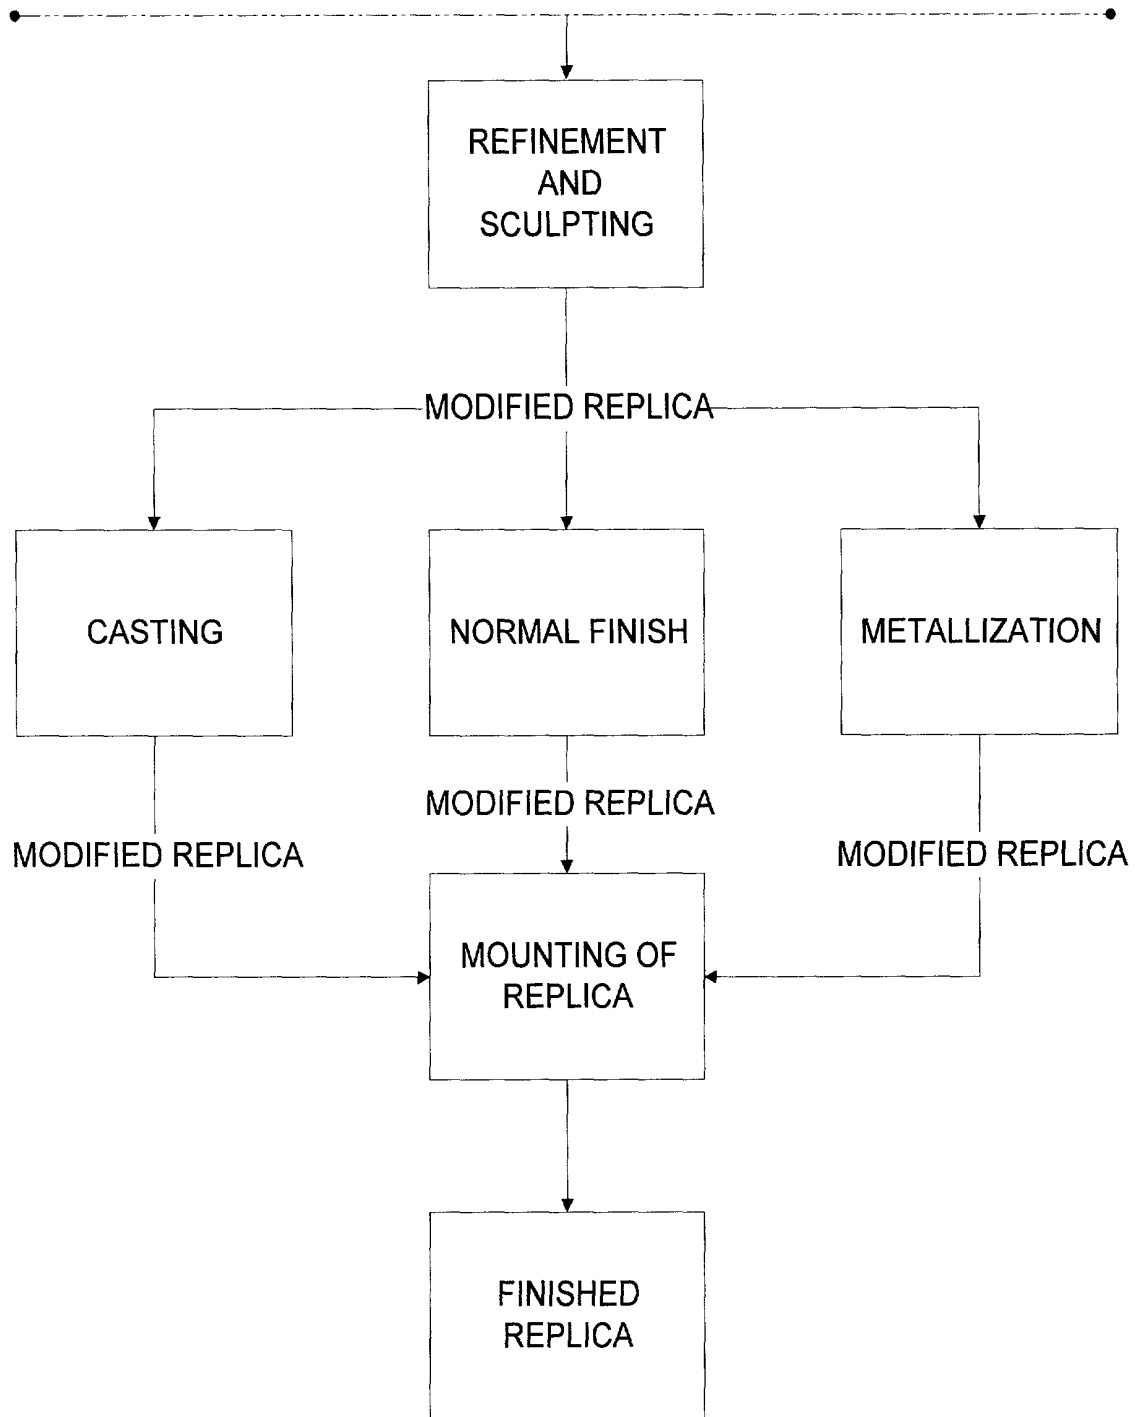 REFINEMENT
AND
SCULPTING
MODIFIED REPLICA
CASTING
NORMAL FINISH
METALLIZATION
MODIFIED REPLICA
MODIFIED REPLICA
MODIFIED REPLICA
MOUNTING OF
REPLICA
FINISHED
REPLICA